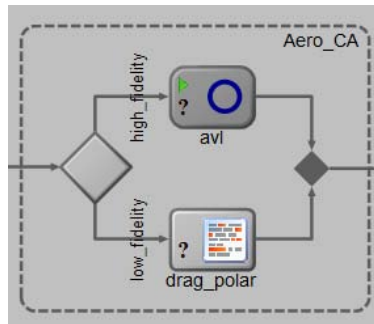 Aero_CA
high_fidelity
?
avl
low_fidelity
?
drag_polar